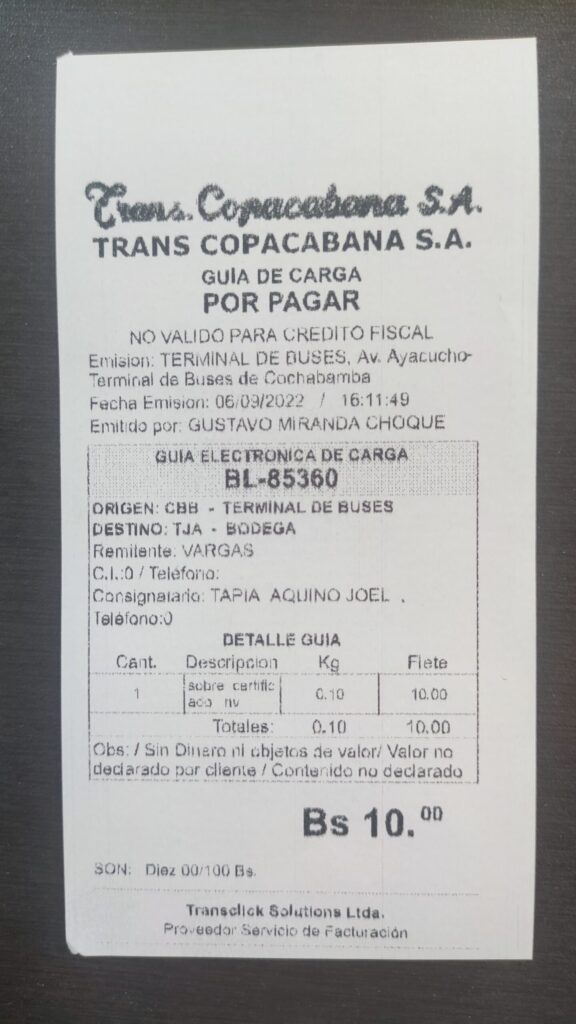 Trans. Copacabana S.A.
TRANS COPACABANA S.A.
GUIA DE CARGA
POR PAGAR
NO VALIDO PARA CREDITO FISCAL
Emision: TERMINAL DE BUSES, Av. Ayacucho-
Terminal de Buses de Cochabamba
Fecha Emision: 06/09/2022 / 16:11:49
Emitido por: GUSTAVO MIRANDA CHOQUE
GUIA ELECTRONICA DE CARGA
BL-85360
ORIGEN: CBB - TERMINAL DE BUSES
DESTINO: TJA - BODEGA
Remitente: VARGAS
C.I.:0 / Teléfono:
Consignatario: TAPIA AQUINO JOEL .
Teléfono:0
DETALLE GUIA
Cant. Descripcion Kg Flete
1 sobre certific 0.10 10.00
ado nv
Totales: 0.10 10.00
Obs: / Sin Dinero ni objetos de valor/ Valor no
declarado por cliente / Contenido no declarado
Bs 10.00
SON: Diez 00/100 Bs.
Transclick Solutions Ltda.
Proveedor Servicio de Facturación